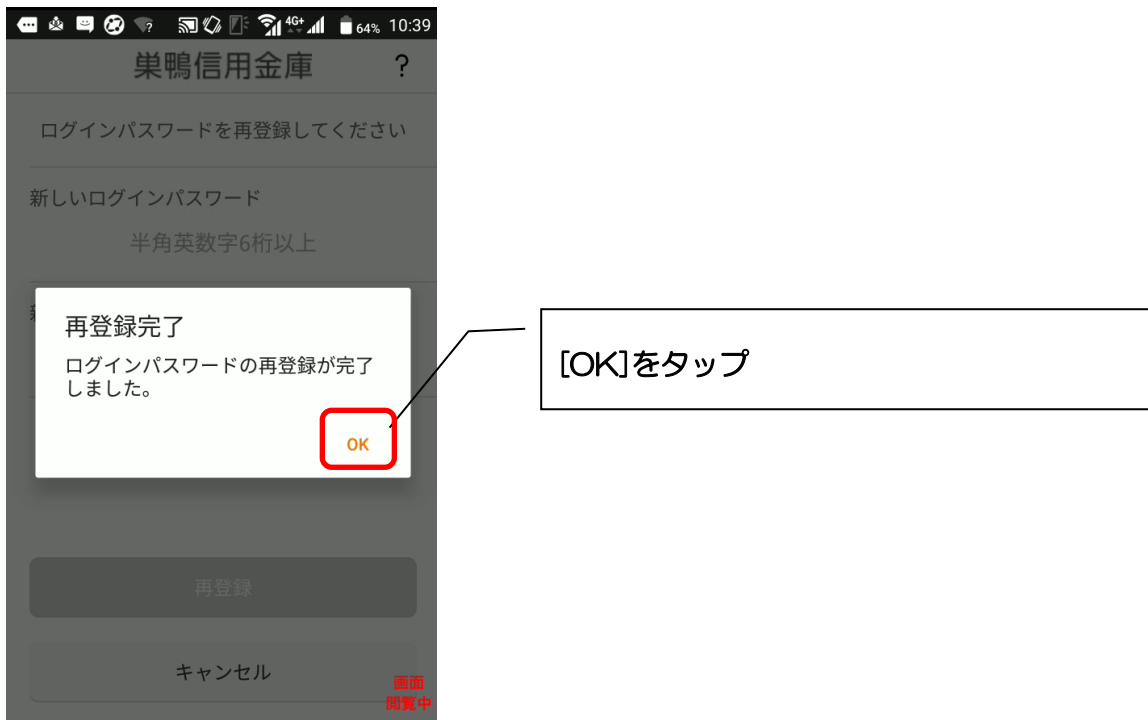 4G+ 64% 10:39
巣鴨信用金庫 ?
ログインパスワードを再登録してください
新しいログインパスワード
半角英数字6桁以上
再登録完了
ログインパスワードの再登録が完了
しました。
OK
[OK]をタップ
再登録
キャンセル
画面
閲覧中